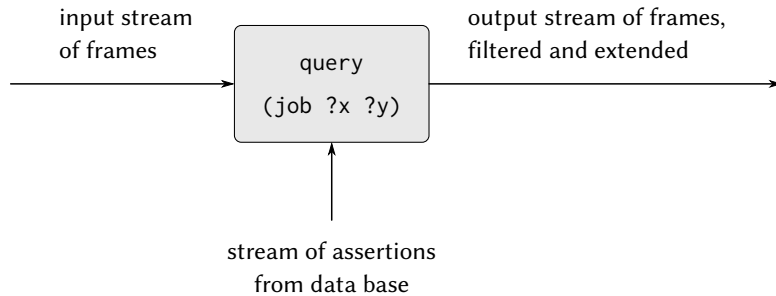 input stream
of frames
output stream of frames,
filtered and extended
query
(job ?x ?y)
stream of assertions
from data base